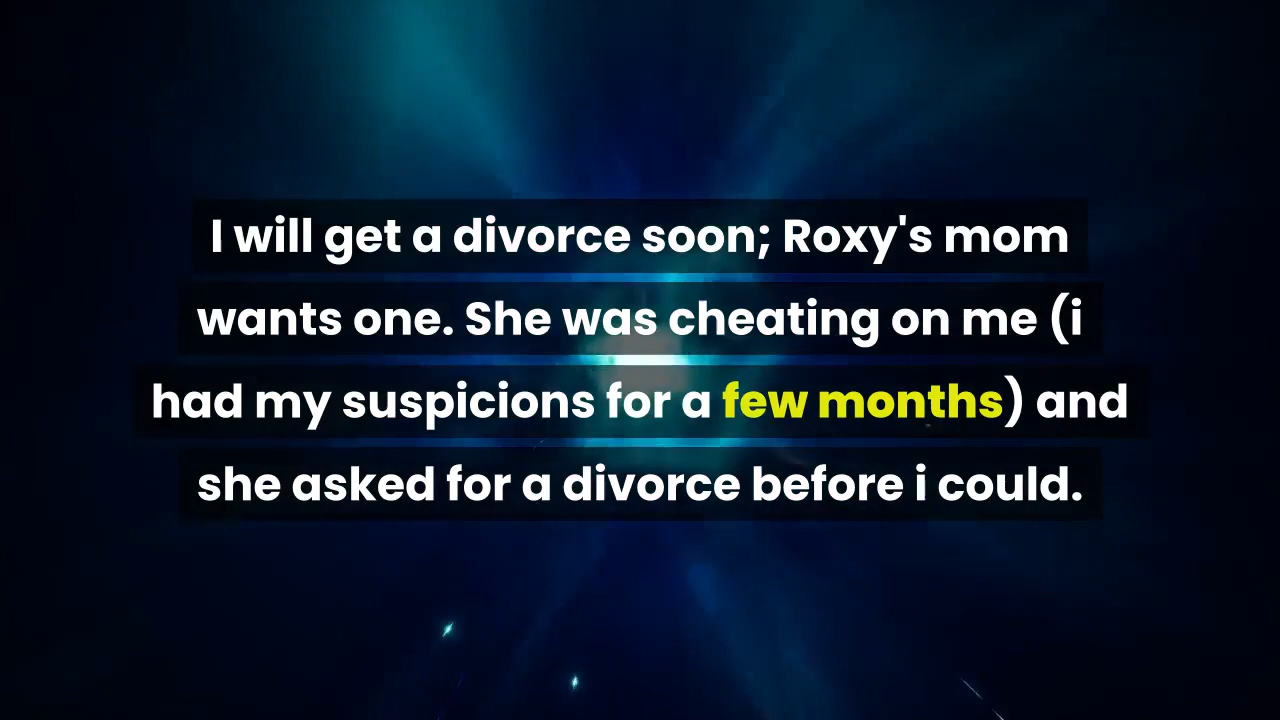 I will get a divorce soon; Roxy's mom
wants one. She was cheating on me (i
had my suspicions for a few months) and
she asked for a divorce before i could.